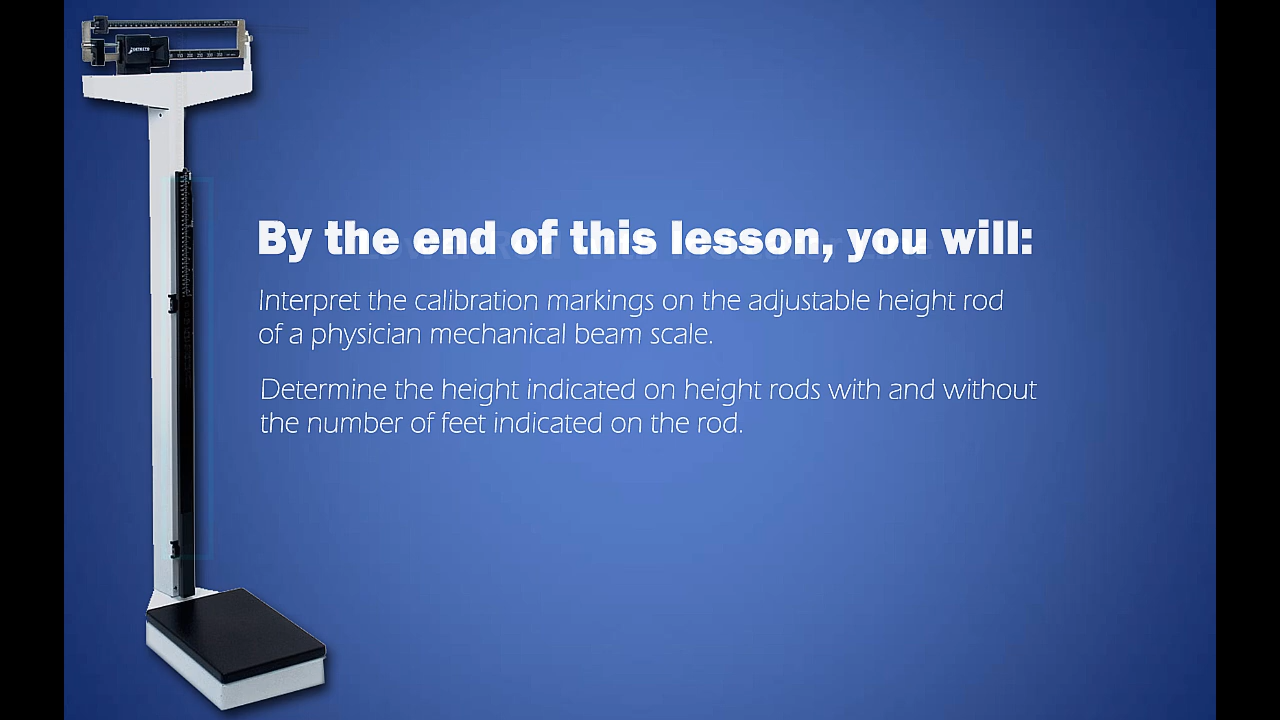 By the end of this lesson, you will:
Interpret the calibration markings on the adjustable height rod
of a physician mechanical beam scale.
Determine the height indicated on height rods with and without
the number of feet indicated on the rod.